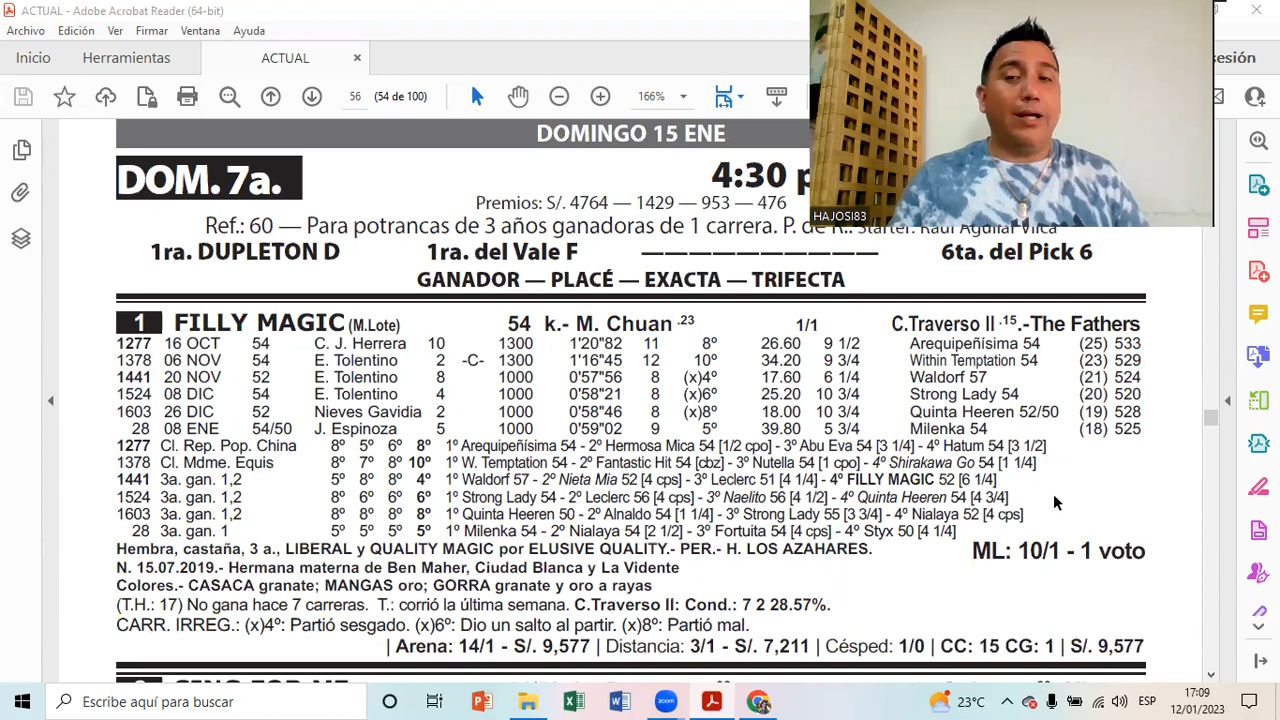 ACTUAL - Adobe Acrobat Reader (64-bit)
Archivo Edición Ver Firmar Ventana Ayuda
Inicio Herramientas ACTUAL × sesión
56 (54 de 100) 166%
DOMINGO 15 ENE
DOM. 7a. 4:30 p
Premios: S/. 4764 — 1429 — 953 — 476
Ref.: 60 — Para potrancas de 3 años ganadoras de 1 carrera. P. de R.. Starter: Raúl Aguilar Vilca
1ra. DUPLETON D 1ra. del Vale F ————————— 6ta. del Pick 6
GANADOR — PLACÉ — EXACTA — TRIFECTA
1 FILLY MAGIC (M.Lote) 54 k.- M. Chuan .23 1/1 C.Traverso II .15.-The Fathers
1277 16 OCT 54 C. J. Herrera 10 1300 1'20"82 11 8º 26.60 9 1/2 Arequipeñísima 54 (25) 533
1378 06 NOV 54 E. Tolentino 2 -C- 1300 1'16"45 12 10º 34.20 9 3/4 Within Temptation 54 (23) 529
1441 20 NOV 52 E. Tolentino 8 1000 0'57"56 8 (x)4º 17.60 6 1/4 Waldorf 57 (21) 524
1524 08 DIC 54 E. Tolentino 4 1000 0'58"21 8 (x)6º 25.20 10 3/4 Strong Lady 54 (20) 520
1603 26 DIC 52 Nieves Gavidia 2 1000 0'58"46 8 (x)8º 18.00 10 3/4 Quinta Heeren 52/50 (19) 528
28 08 ENE 54/50 J. Espinoza 5 1000 0'59"02 9 5º 39.80 5 3/4 Milenka 54 (18) 525
1277 Cl. Rep. Pop. China 8º 5º 6º 8º 1º Arequipeñísima 54 - 2º Hermosa Mica 54 [1/2 cpo] - 3º Abu Eva 54 [3 1/4] - 4º Hatum 54 [3 1/2]
1378 Cl. Mdme. Equis 8º 7º 8º 10º 1º W. Temptation 54 - 2º Fantastic Hit 54 [cbz] - 3º Nutella 54 [1 cpo] - 4º Shirakawa Go 54 [1 1/4]
1441 3a. gan. 1,2 5º 8º 8º 4º 1º Waldorf 57 - 2º Nieta Mia 52 [4 cps] - 3º Leclerc 51 [4 1/4] - 4º FILLY MAGIC 52 [6 1/4]
1524 3a. gan. 1,2 8º 6º 6º 6º 1º Strong Lady 54 - 2º Leclerc 56 [4 cps] - 3º Naelito 56 [4 1/2] - 4º Quinta Heeren 54 [4 3/4]
1603 3a. gan. 1,2 8º 8º 8º 8º 1º Quinta Heeren 50 - 2º Alnaldo 54 [1 1/4] - 3º Strong Lady 55 [3 3/4] - 4º Nialaya 52 [4 cps]
28 3a. gan. 1 5º 5º 5º 5º 1º Milenka 54 - 2º Nialaya 54 [2 1/2] - 3º Fortuita 54 [4 cps] - 4º Styx 50 [4 1/4]
Hembra, castaña, 3 a., LIBERAL y QUALITY MAGIC por ELUSIVE QUALITY.- PER.- H. LOS AZAHARES. ML: 10/1 - 1 voto
N. 15.07.2019.- Hermana materna de Ben Maher, Ciudad Blanca y La Vidente
Colores.- CASACA granate; MANGAS oro; GORRA granate y oro a rayas
(T.H.: 17) No gana hace 7 carreras. T.: corrió la última semana. C.Traverso II: Cond.: 7 2 28.57%.
CARR. IRREG.: (x)4º: Partió sesgado. (x)6º: Dio un salto al partir. (x)8º: Partió mal.
| Arena: 14/1 - S/. 9,577 | Distancia: 3/1 - S/. 7,211 | Césped: 1/0 | CC: 15 CG: 1 | S/. 9,577
HAJOSI83
Escribe aquí para buscar
23°C ESP 17:09
12/01/2023